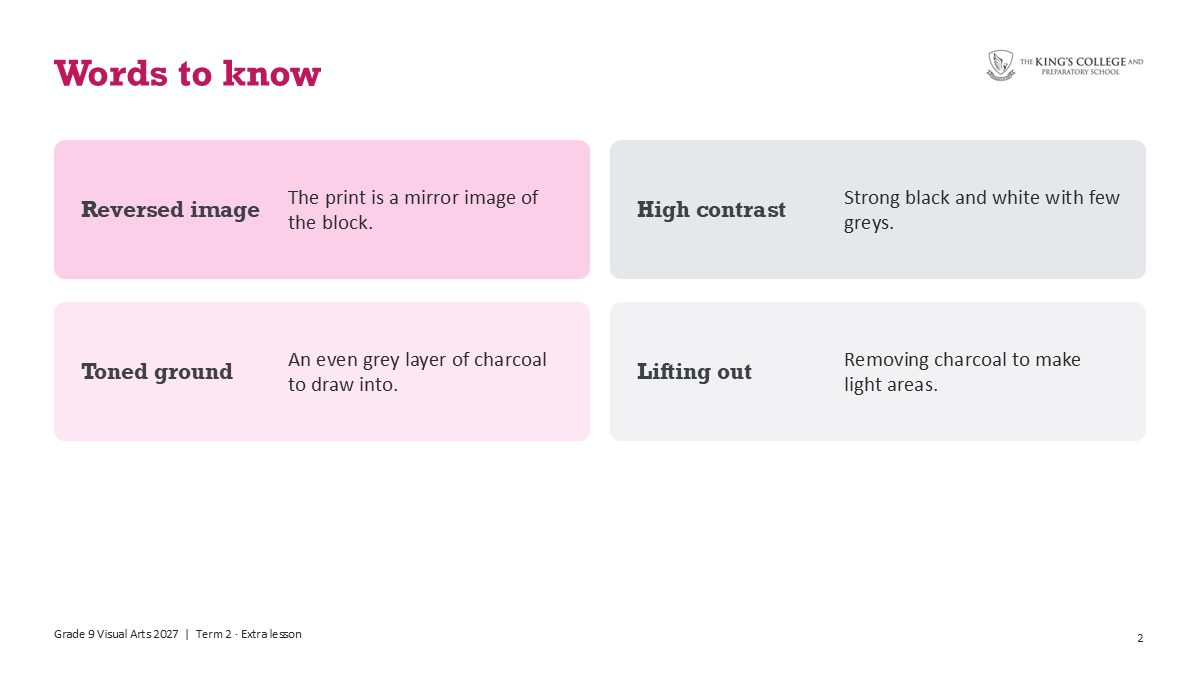 Words to know
THE KING'S COLLEGE AND
PREPARATORY SCHOOL
Reversed image
The print is a mirror image of
the block.
High contrast
Strong black and white with few
greys.
Toned ground
An even grey layer of charcoal
to draw into.
Lifting out
Removing charcoal to make
light areas.
Grade 9 Visual Arts 2027 | Term 2 · Extra lesson
2